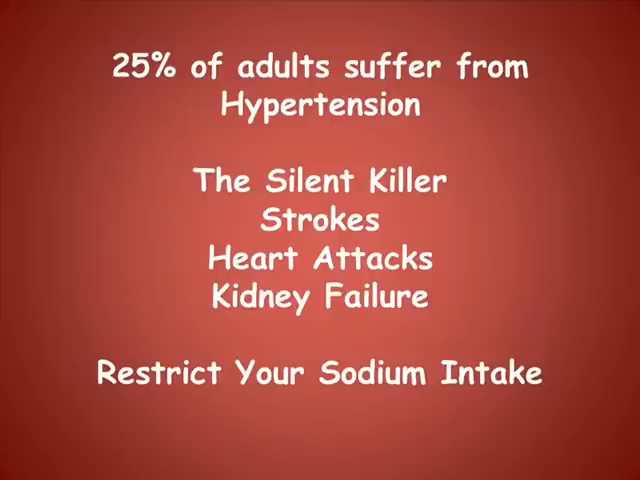 25% of adults suffer from
Hypertension
The Silent Killer
Strokes
Heart Attacks
Kidney Failure
Restrict Your Sodium Intake